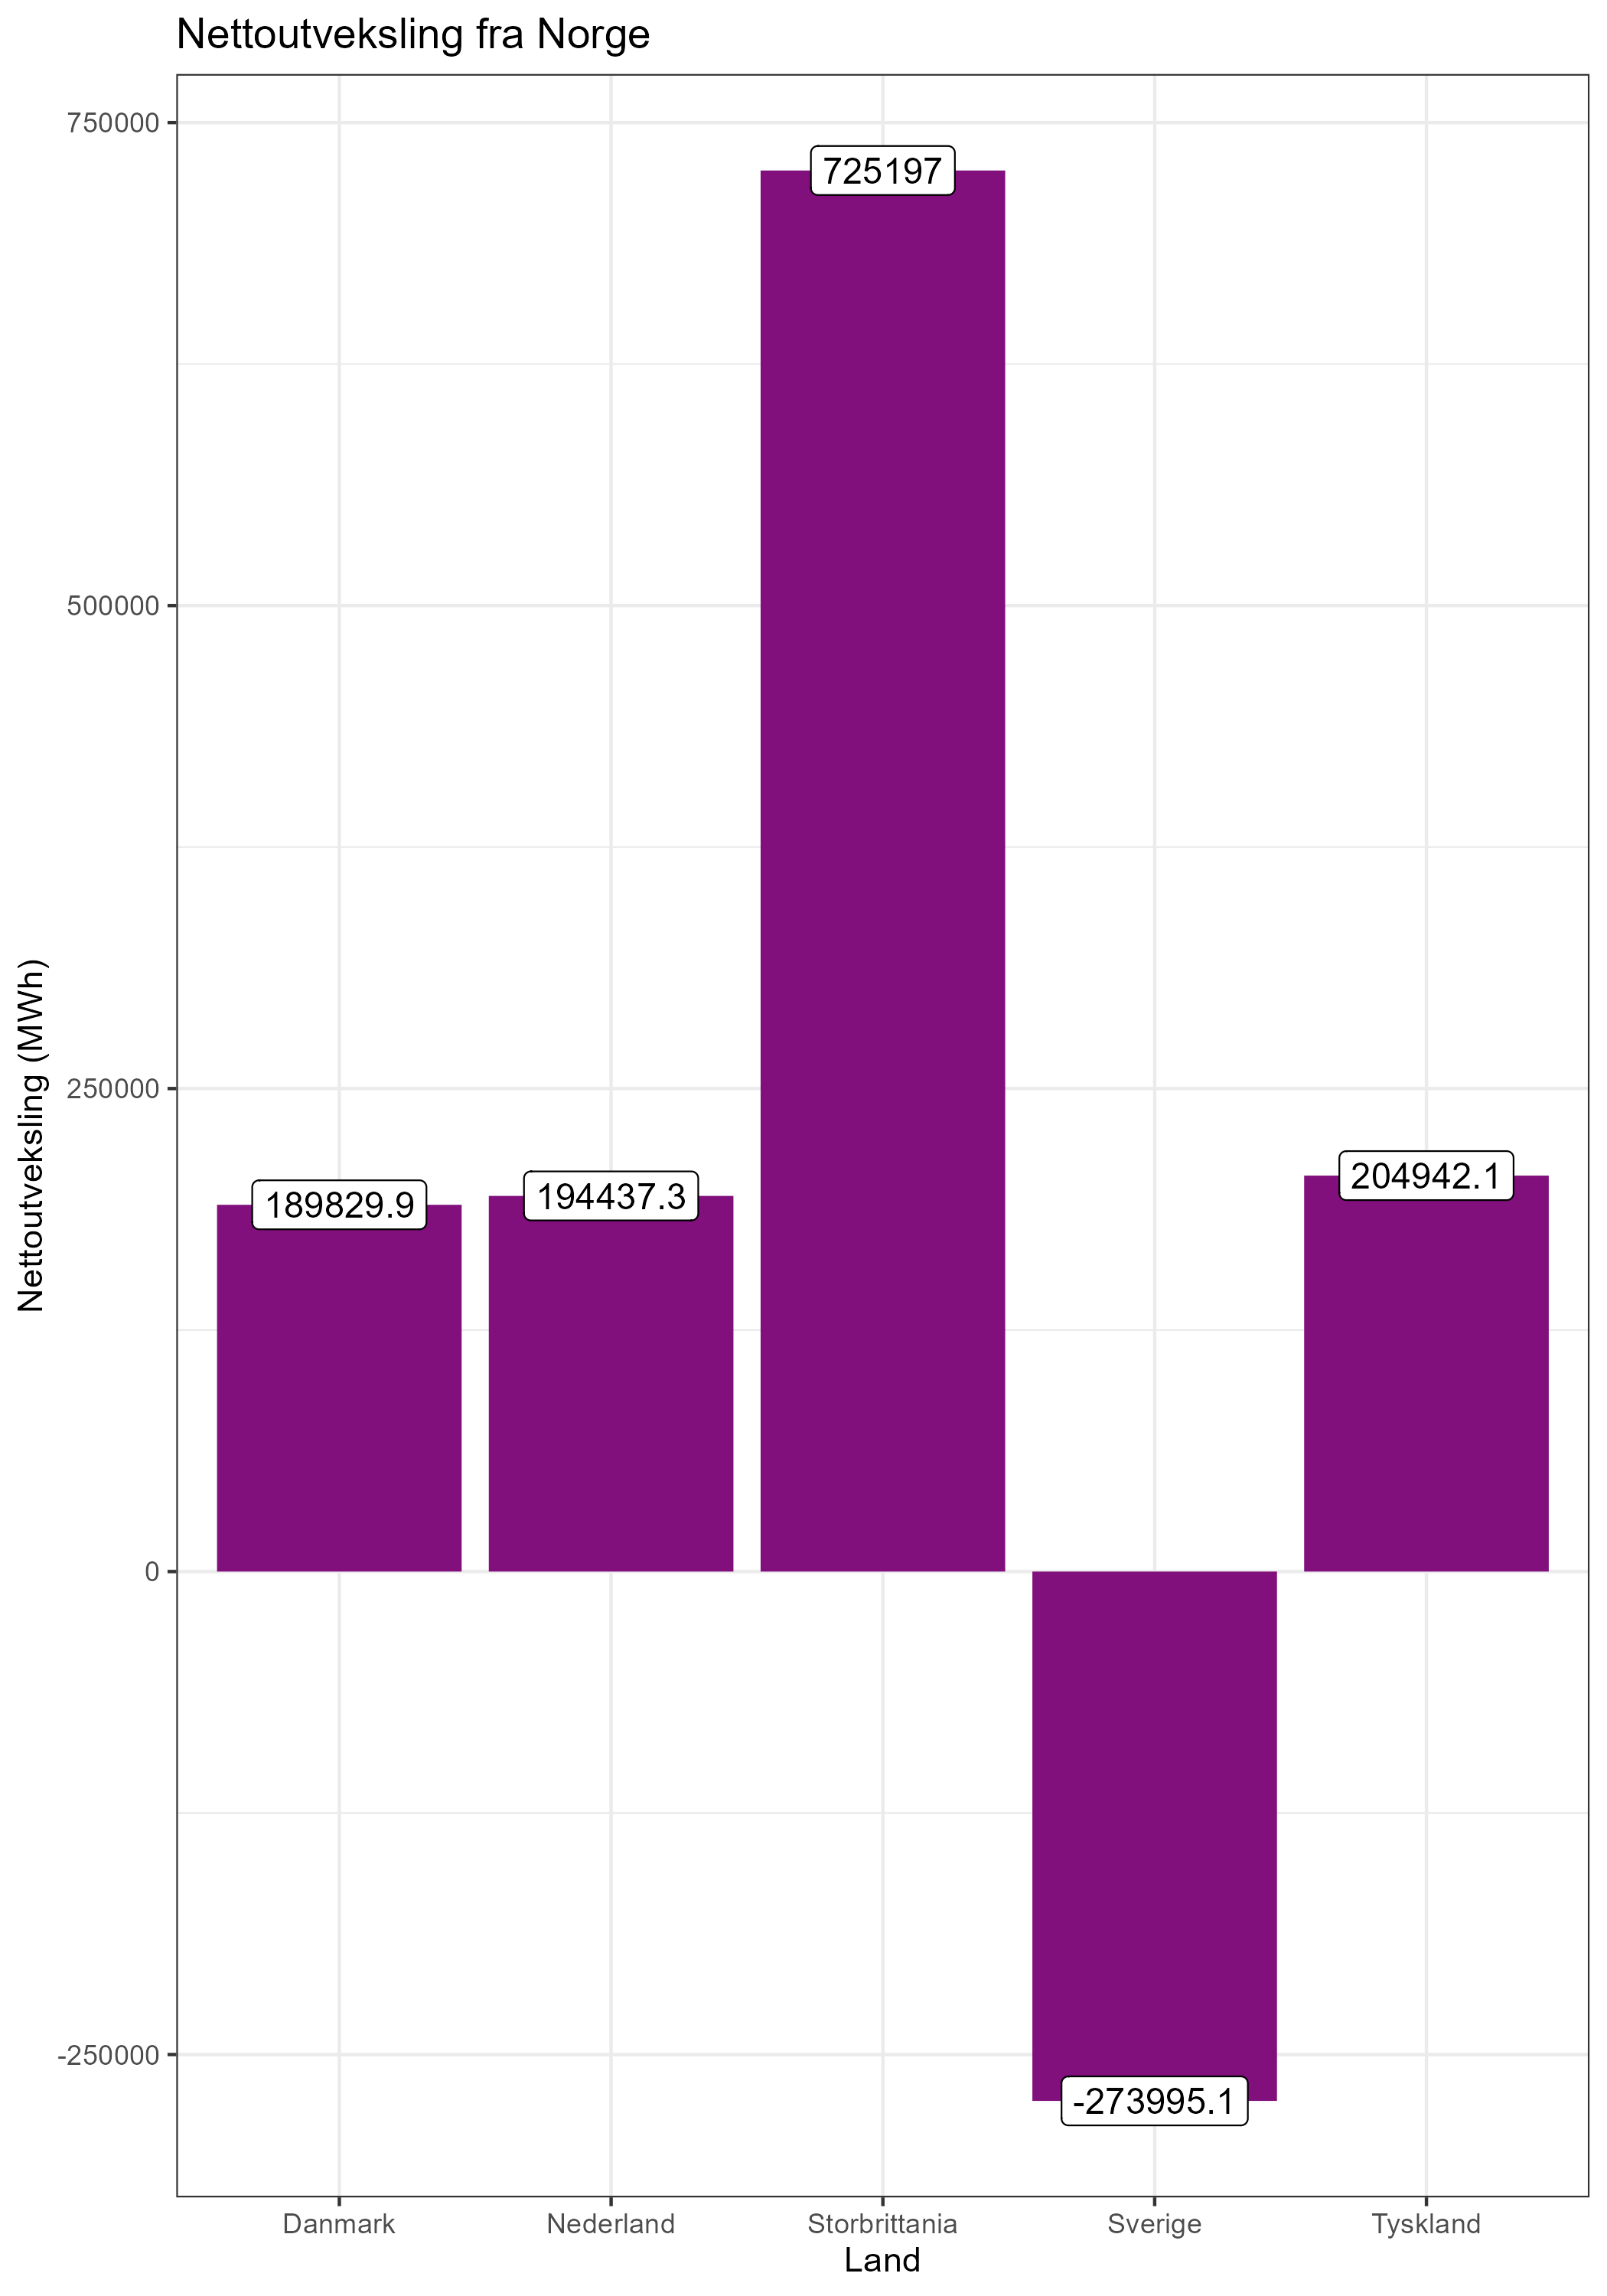 Nettoutveksling fra Norge
Nettoutveksling (MWh)
750000
500000
250000
0
-250000
725197
204942.1
194437.3
189829.9
-273995.1
Danmark
Nederland
Storbrittania
Sverige
Tyskland
Land